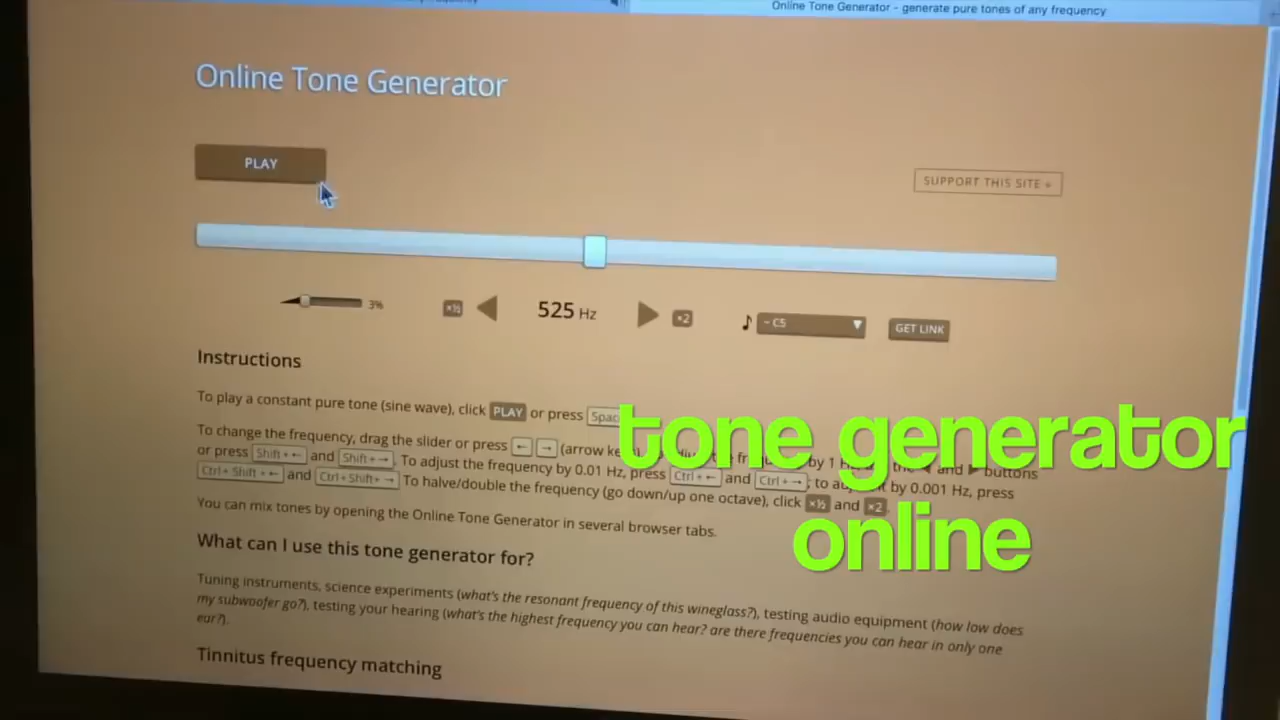 Online Tone Generator - generate pure tones of any frequency
Online Tone Generator
PLAY
SUPPORT THIS SITE »
3%
×½
525 Hz
×2
~ C5
GET LINK
Instructions
To play a constant pure tone (sine wave), click PLAY or press
To change the frequency, drag the slider or press ← → (arrow by 1 and ▶ buttons
or press Shift+← and Shift+→. To adjust the frequency by 0.01 Hz, press Ctrl+← and Ctrl+→; to by 0.001 Hz, press
Ctrl+Shift+← and Ctrl+Shift+→ To halve/double the frequency (go down/up one octave), click ×½ and ×2.
You can mix tones by opening the Online Tone Generator in several browser tabs.
What can I use this tone generator for?
Tuning instruments, science experiments (what's the resonant frequency of this wineglass?), testing audio equipment (how low does
my subwoofer go?), testing your hearing (what's the highest frequency you can hear? are there frequencies you can hear in only one
ear?).
Tinnitus frequency matching
tone generator
online